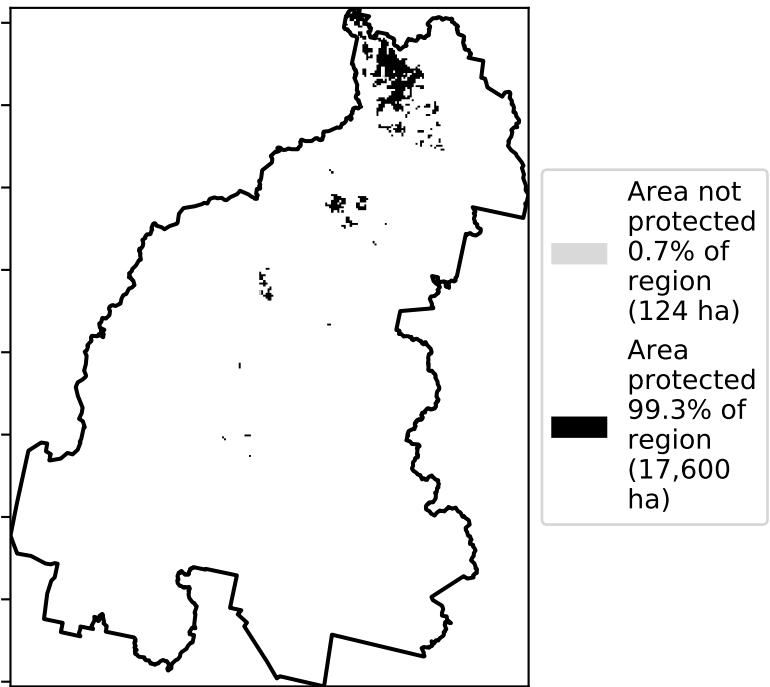 Area not
protected
0.7% of
region
(124 ha)
Area
protected
99.3% of
region
(17,600
ha)